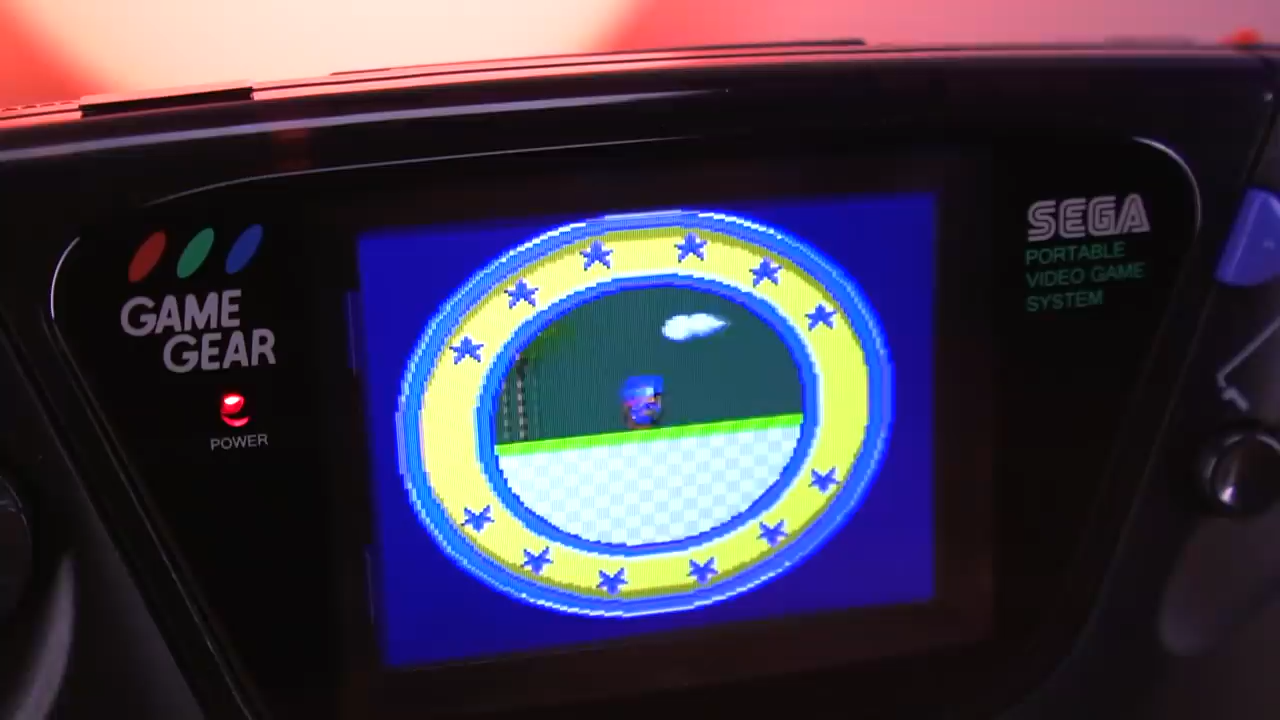 GAME
GEAR
POWER
SEGA
PORTABLE
VIDEO GAME
SYSTEM